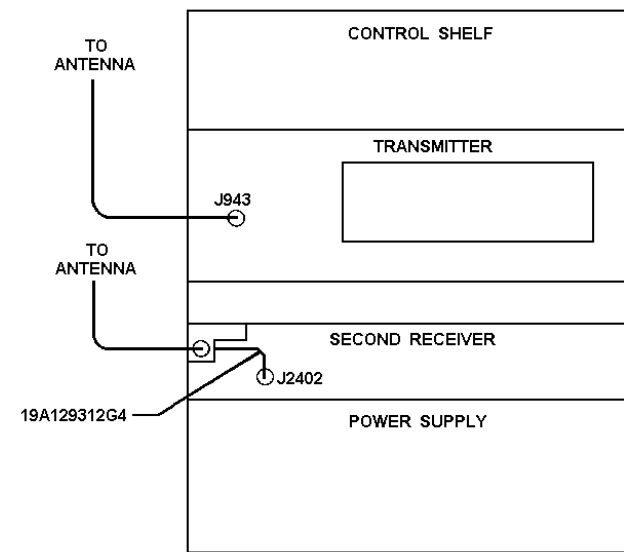 CONTROL SHELF
TO
ANTENNA
TRANSMITTER
J943
TO
ANTENNA
SECOND RECEIVER
J2402
19A129312G4
POWER SUPPLY